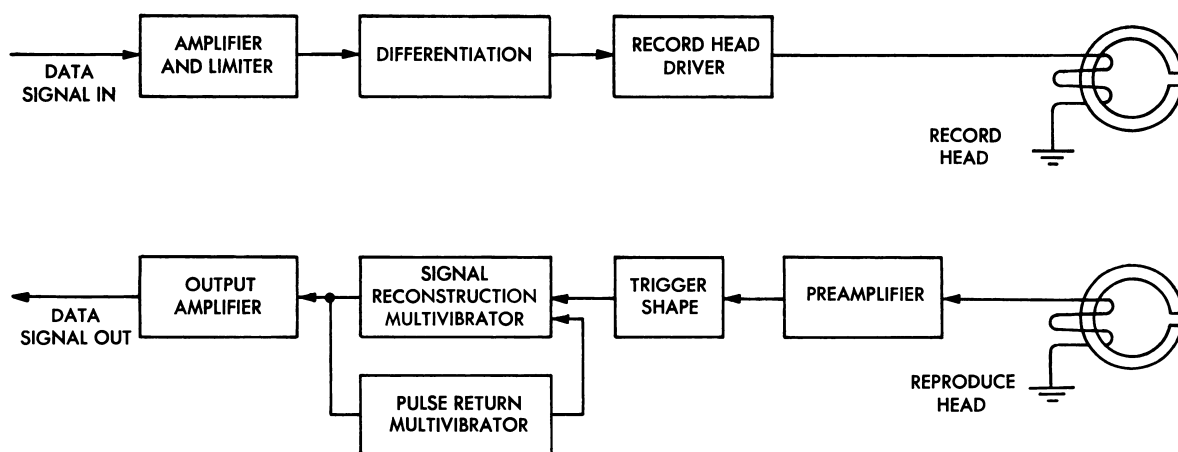 AMPLIFIER
AND LIMITER
DIFFERENTIATION
RECORD HEAD
DRIVER
DATA
SIGNAL IN
RECORD
HEAD
OUTPUT
AMPLIFIER
SIGNAL
RECONSTRUCTION
MULTIVIBRATOR
TRIGGER
SHAPE
PREAMPLIFIER
DATA
SIGNAL OUT
REPRODUCE
HEAD
PULSE RETURN
MULTIVIBRATOR